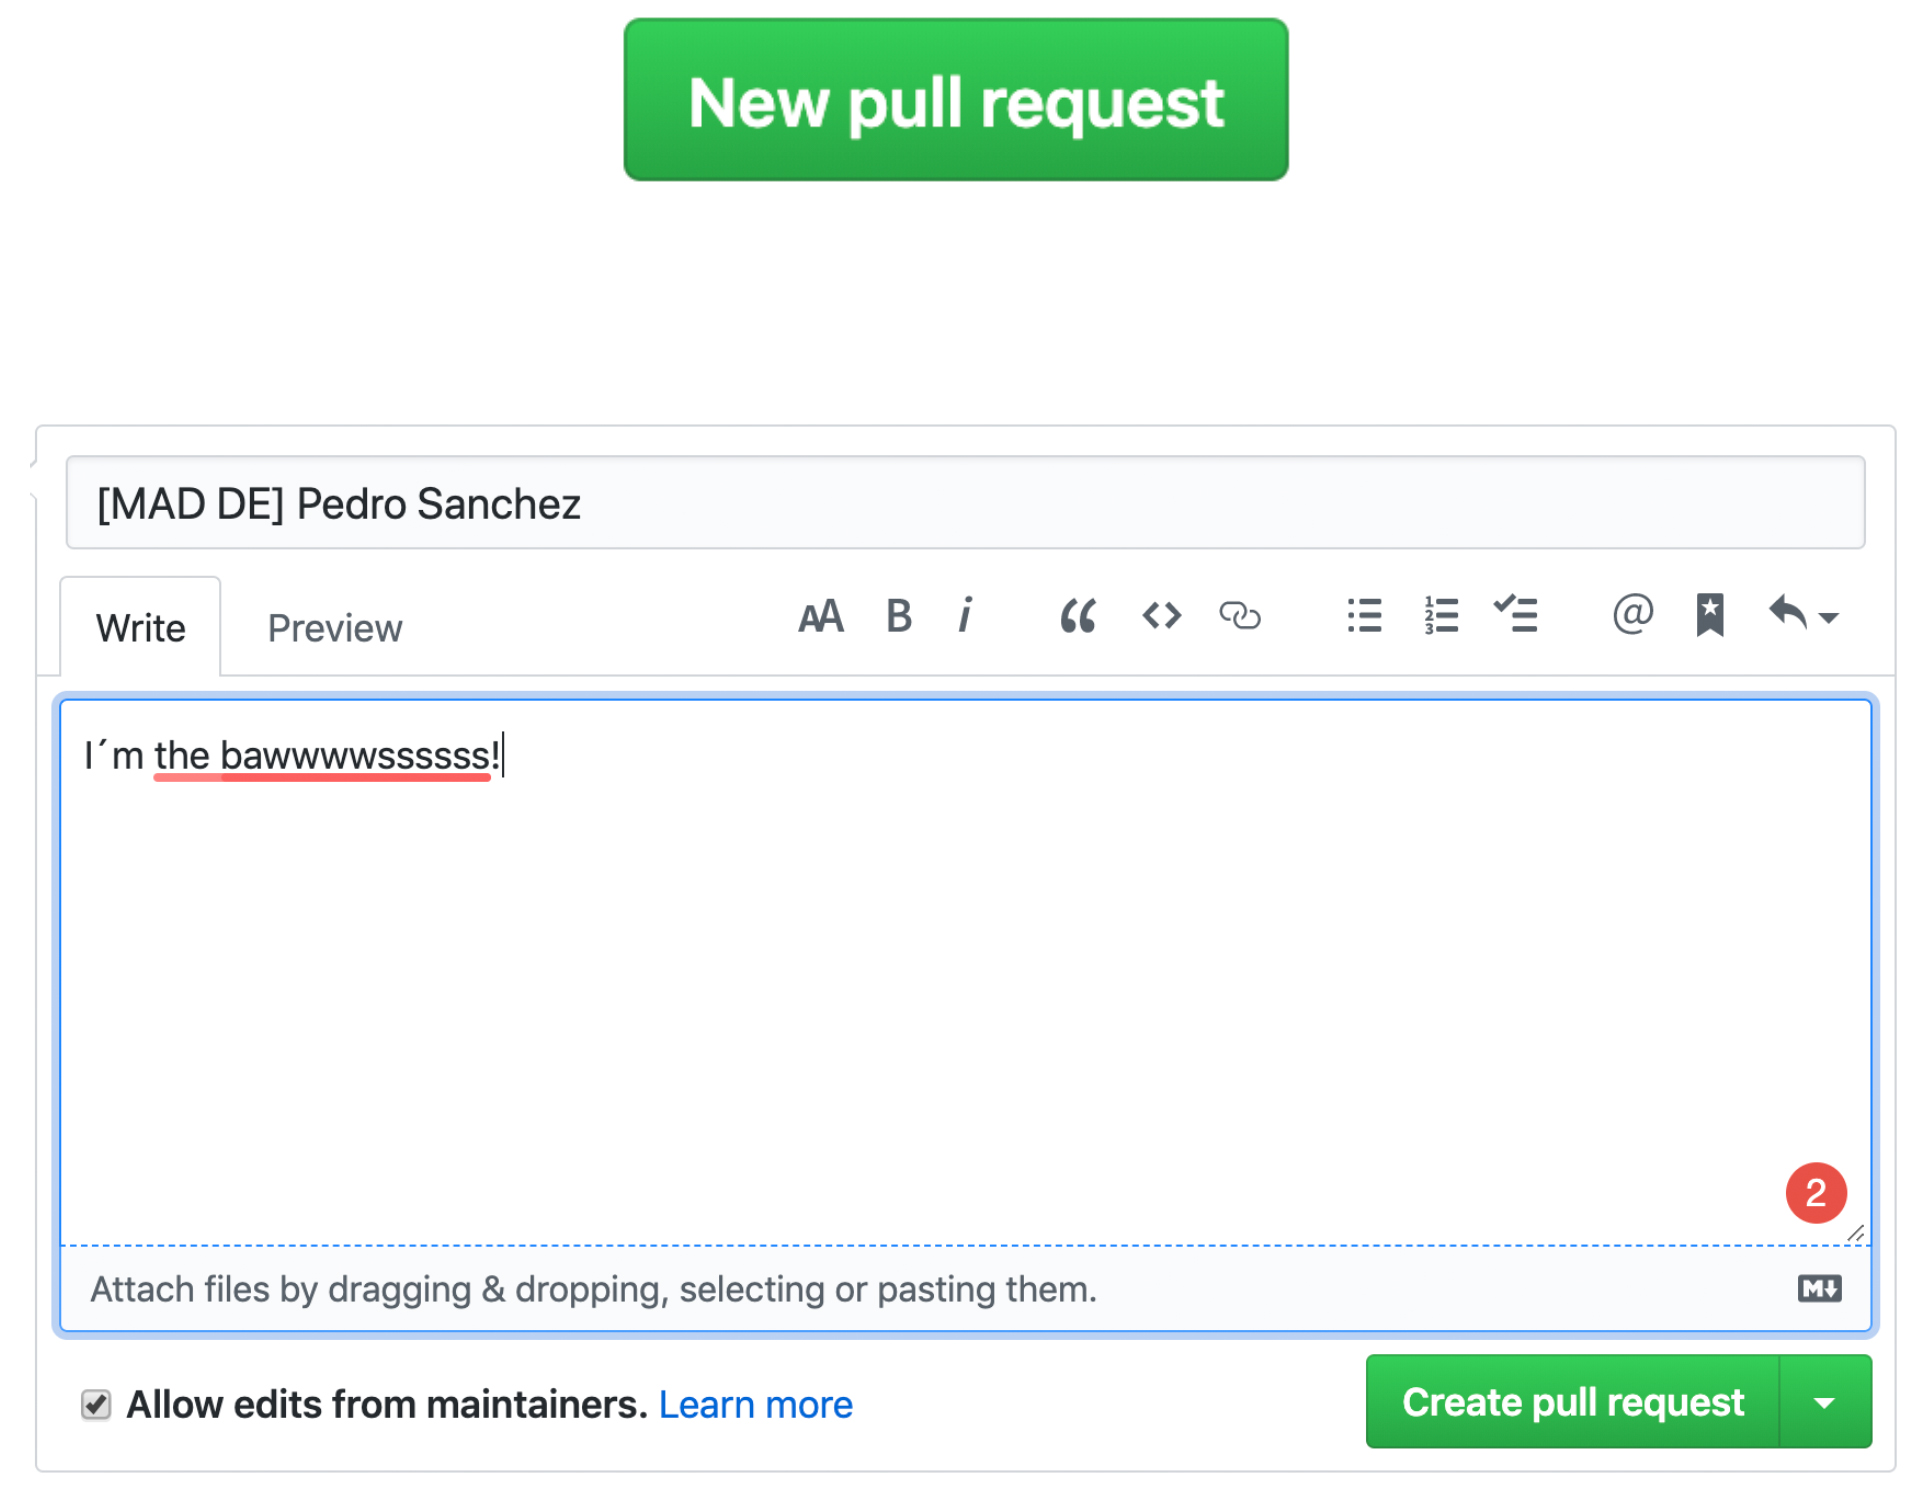 New pull request
[MAD DE] Pedro Sanchez
Write Preview
I´m the bawwwwssssss!
2
Attach files by dragging & dropping, selecting or pasting them.
Allow edits from maintainers. Learn more
Create pull request